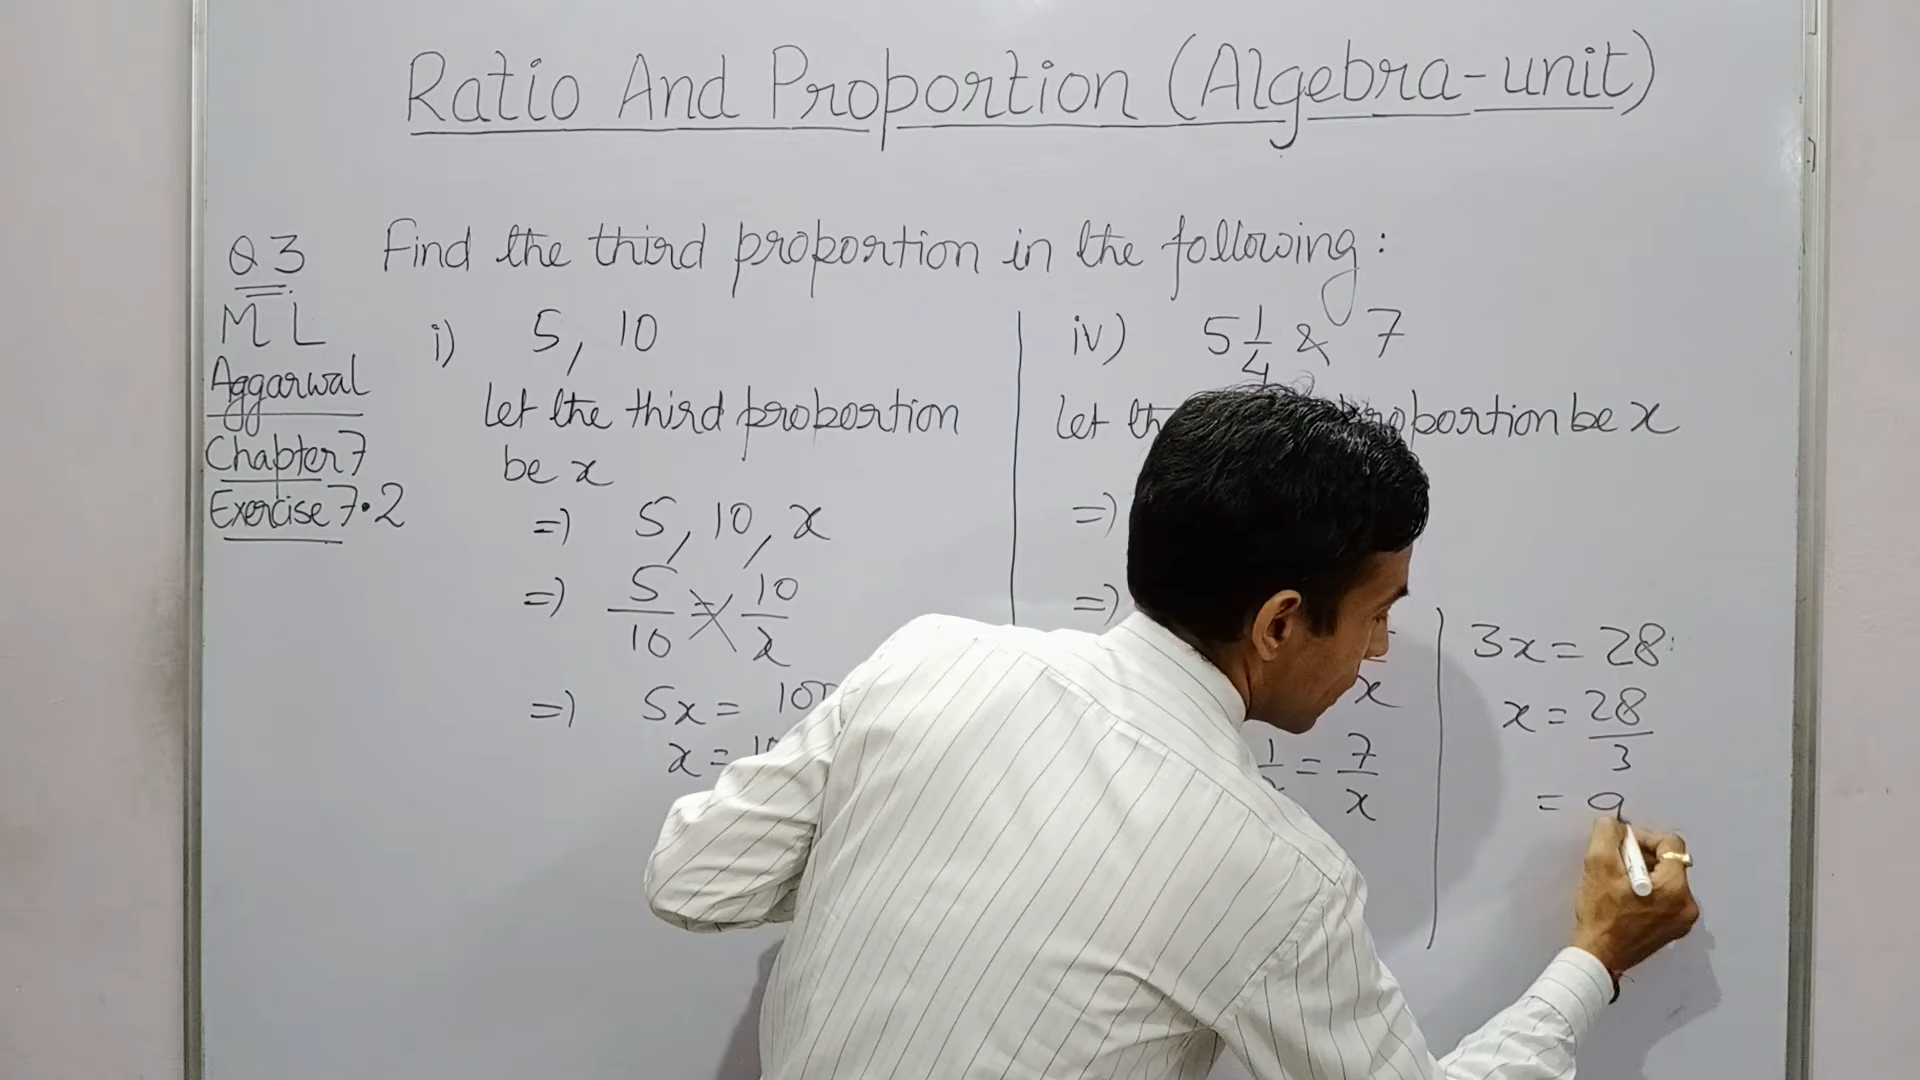 Ratio And Proportion (Algebra-unit)
Q3 Find the third proportion in the following:
ML
Aggarwal
Chapter 7
Exercise 7.2
i) 5, 10
Let the third proportion
be x
=) 5, 10, x
=) 5/10 = 10/x
=) 5x = 100
x = 10
iv) 5 1/4 & 7
Let proportion be x
=)
=)
x
1 = 7/x
3x = 28
x = 28/3
= 9